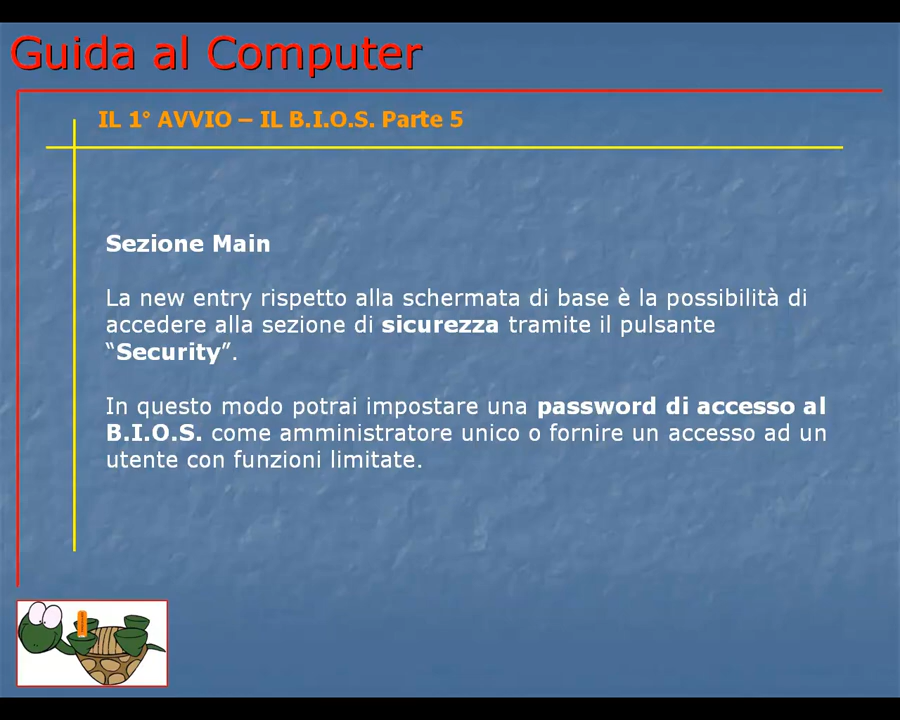 Guida al Computer
IL 1° AVVIO – IL B.I.O.S. Parte 5
Sezione Main
La new entry rispetto alla schermata di base è la possibilità di
accedere alla sezione di sicurezza tramite il pulsante
“Security”.
In questo modo potrai impostare una password di accesso al
B.I.O.S. come amministratore unico o fornire un accesso ad un
utente con funzioni limitate.